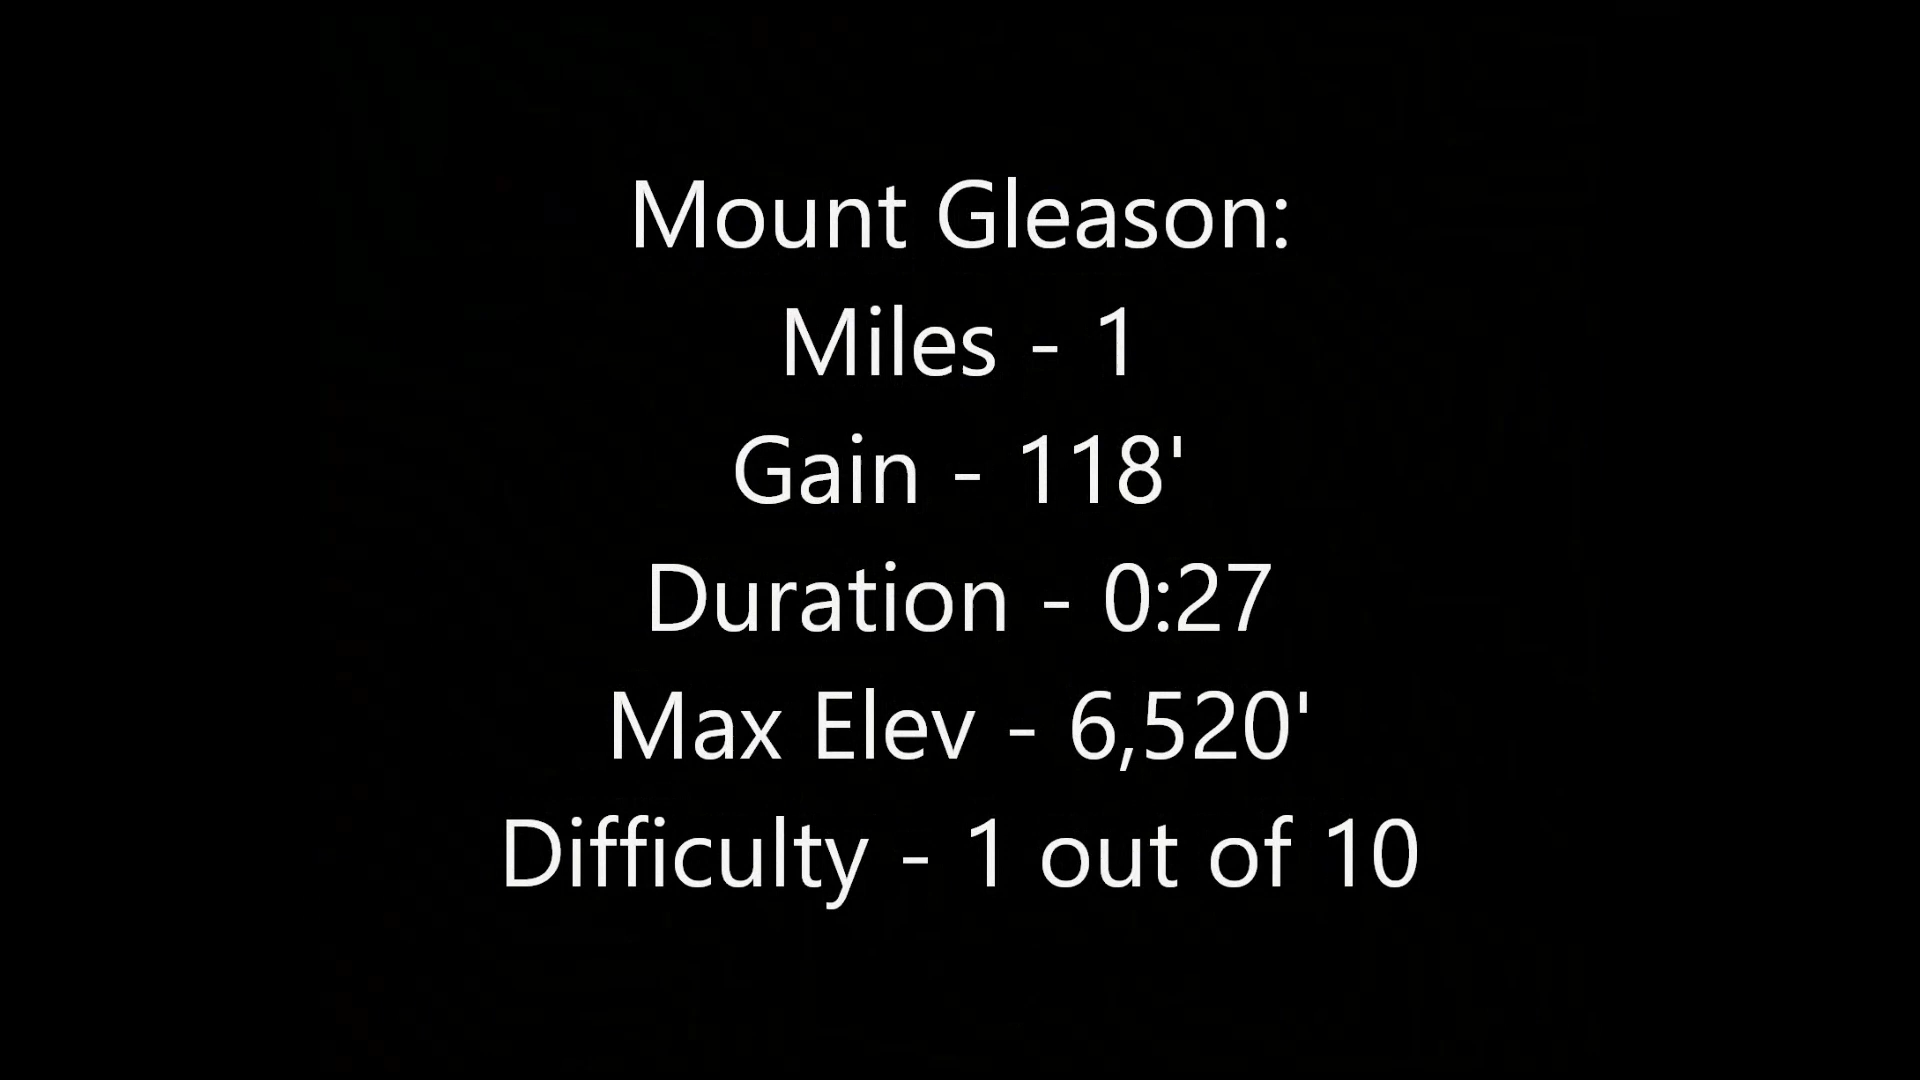 Mount Gleason:
Miles - 1
Gain - 118'
Duration - 0:27
Max Elev - 6,520'
Difficulty - 1 out of 10